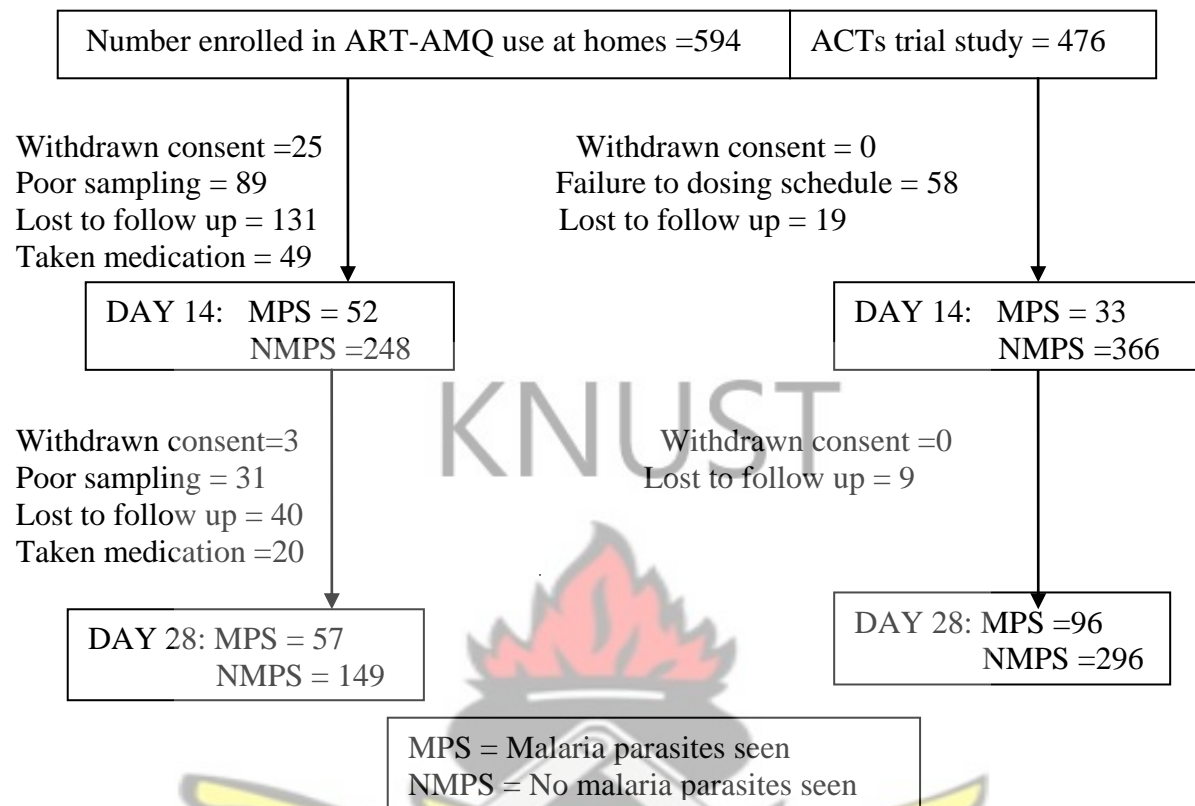 Number enrolled in ART-AMQ use at homes =594
ACTs trial study = 476
Withdrawn consent =25
Poor sampling = 89
Lost to follow up = 131
Taken medication = 49
Withdrawn consent = 0
Failure to dosing schedule = 58
Lost to follow up = 19
DAY 14: MPS = 52
NMPS =248
DAY 14: MPS = 33
NMPS =366
KNUST
Withdrawn consent=3
Poor sampling = 31
Lost to follow up = 40
Taken medication =20
Withdrawn consent =0
Lost to follow up = 9
DAY 28: MPS = 57
NMPS = 149
DAY 28: MPS =96
NMPS =296
MPS = Malaria parasites seen
NMPS = No malaria parasites seen